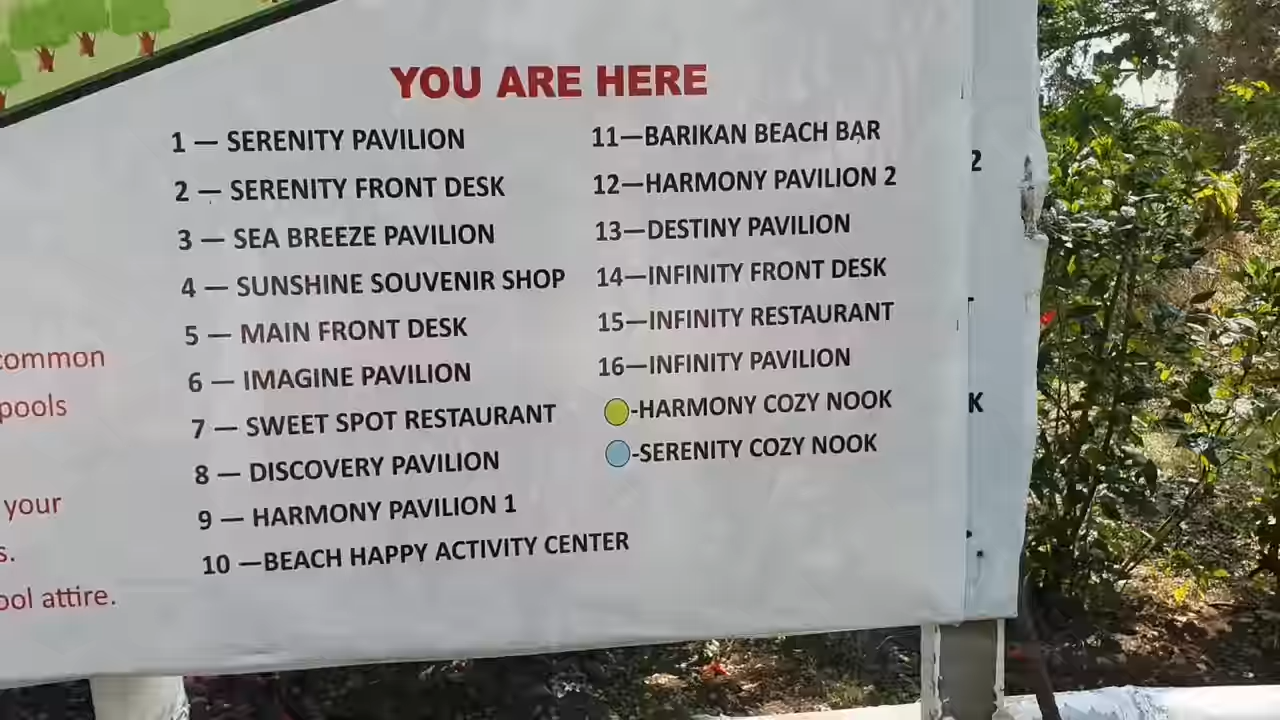 YOU ARE HERE
1 — SERENITY PAVILION
2 — SERENITY FRONT DESK
3 — SEA BREEZE PAVILION
4 — SUNSHINE SOUVENIR SHOP
5 — MAIN FRONT DESK
6 — IMAGINE PAVILION
7 — SWEET SPOT RESTAURANT
8 — DISCOVERY PAVILION
9 — HARMONY PAVILION 1
10 —BEACH HAPPY ACTIVITY CENTER
11—BARIKAN BEACH BAR
12—HARMONY PAVILION 2
13—DESTINY PAVILION
14—INFINITY FRONT DESK
15—INFINITY RESTAURANT
16—INFINITY PAVILION
-HARMONY COZY NOOK
-SERENITY COZY NOOK
common
pools
your
s.
ool attire.
2
K